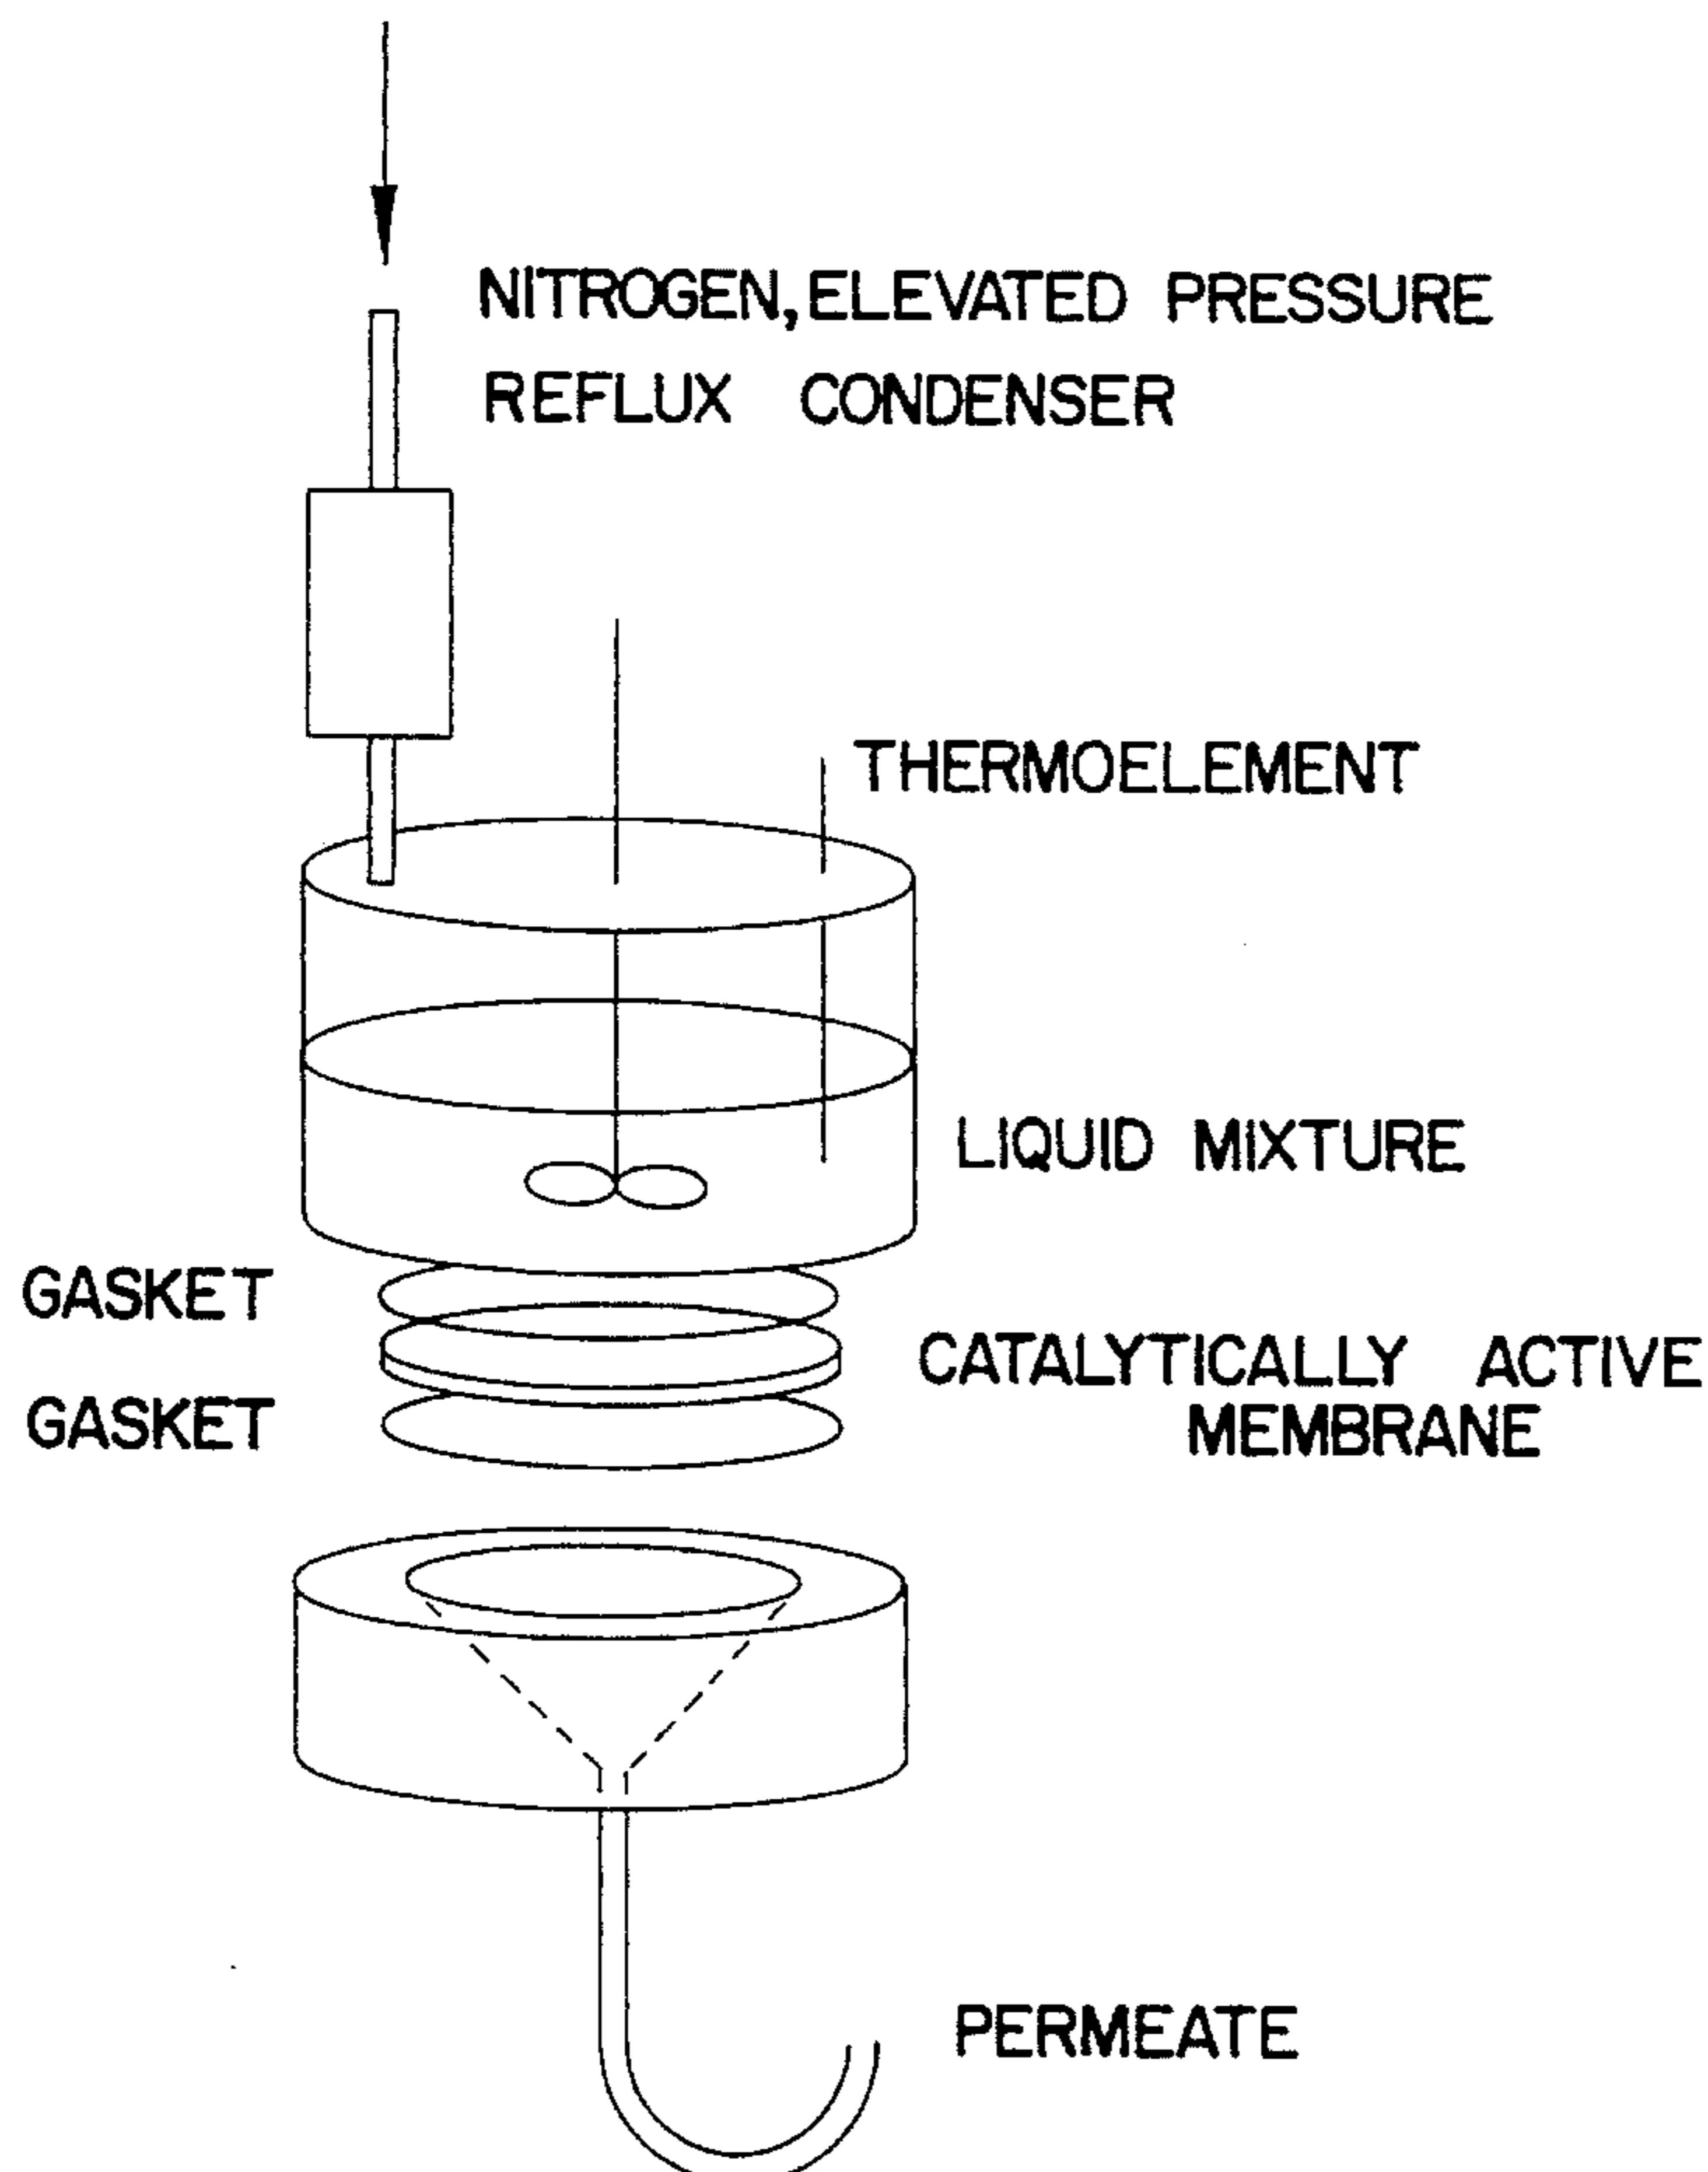 NITROGEN, ELEVATED PRESSURE
REFLUX CONDENSER
THERMOELEMENT
LIQUID MIXTURE
GASKET
CATALYTICALLY ACTIVE
MEMBRANE
GASKET
PERMEATE